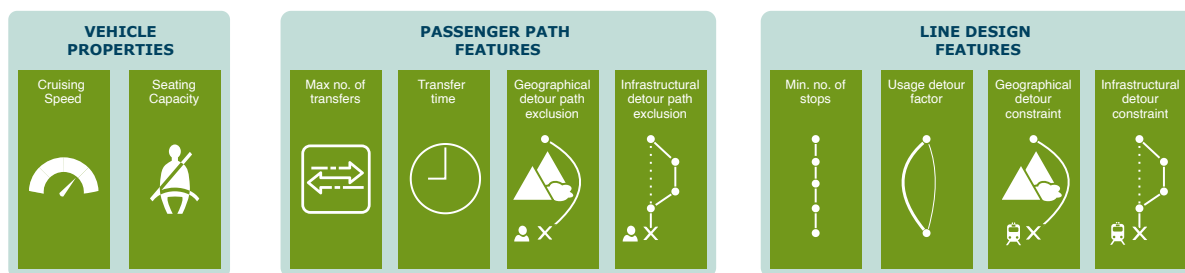 VEHICLE
PROPERTIES
Cruising
Speed
Seating
Capacity
PASSENGER PATH
FEATURES
Max no. of
transfers
Transfer
time
Geographical
detour path
exclusion
Infrastructural
detour path
exclusion
LINE DESIGN
FEATURES
Min. no. of
stops
Usage detour
factor
Geographical
detour
constraint
Infrastructural
detour
constraint